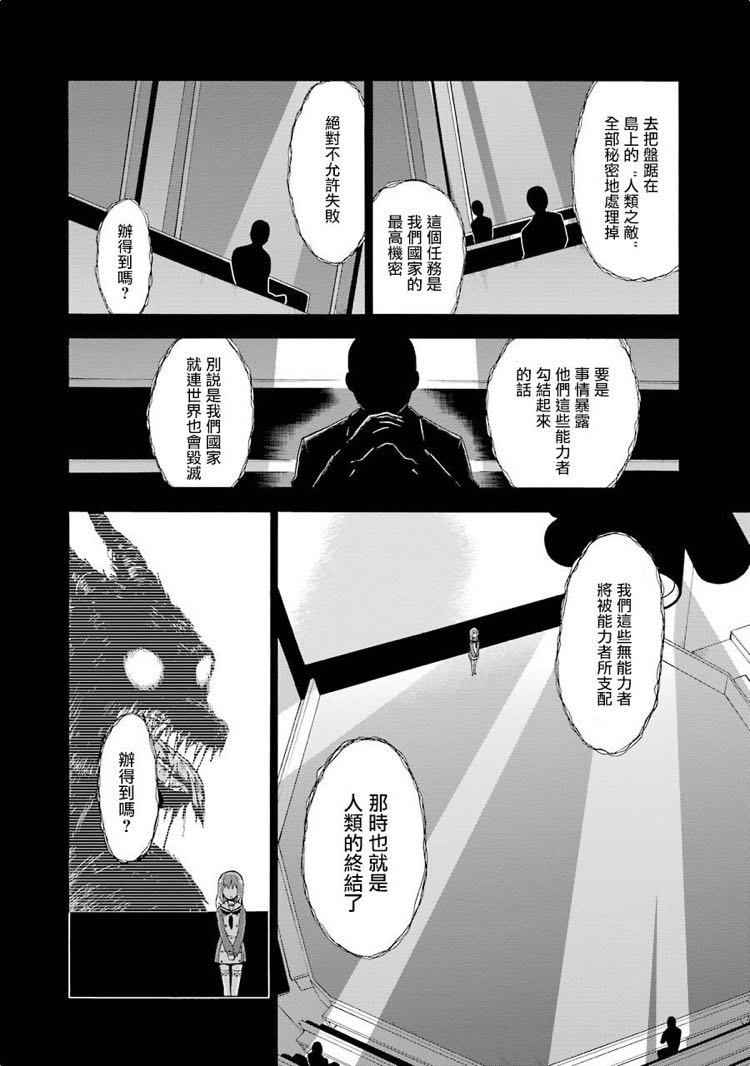 去把盤踞在
島上的〝人類之敵〞
全部秘密地處理掉
這個任務是
我們國家的
最高機密
絕對不允許失敗
辦得到嗎？
要是
事情暴露
他們這些能力者
勾結起來
的話
別說是我們國家
就連世界也會毀滅
我們這些無能力者
將被能力者所支配
那時也就是
人類的終結了
辦得到嗎？